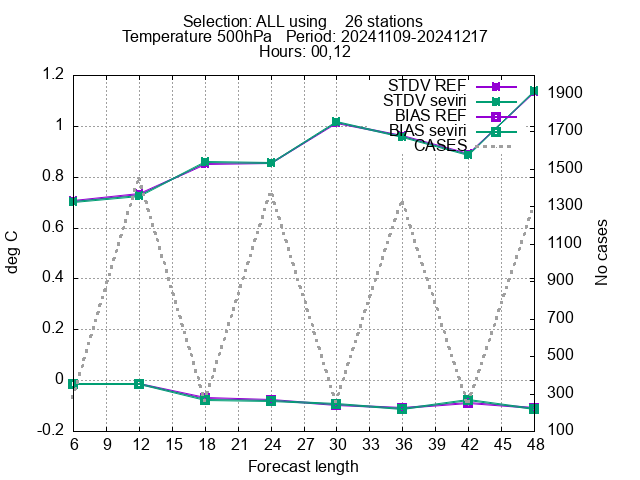 Selection: ALL using 26 stations
Temperature 500hPa Period: 20241109-20241217
Hours: 00,12
STDV REF
STDV seviri
BIAS REF
BIAS seviri
CASES
deg C
1.2
1
0.8
0.6
0.4
0.2
0
-0.2
No cases
1900
1700
1500
1300
1100
900
700
500
300
100
6 9 12 15 18 21 24 27 30 33 36 39 42 45 48
Forecast length